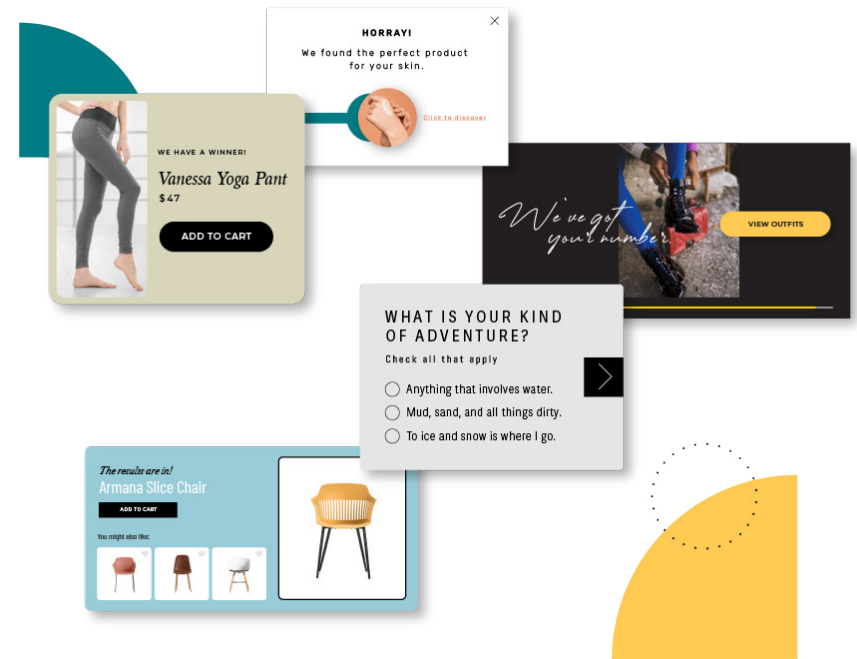 HORRAY!
We found the perfect product
for your skin.
Click to discover
WE HAVE A WINNER!
Vanessa Yoga Pant
$47
ADD TO CART
We've got
your number.
VIEW OUTFITS
WHAT IS YOUR KIND
OF ADVENTURE?
Check all that apply
Anything that involves water.
Mud, sand, and all things dirty.
To ice and snow is where I go.
The results are in!
Armana Slice Chair
ADD TO CART
You might also like: